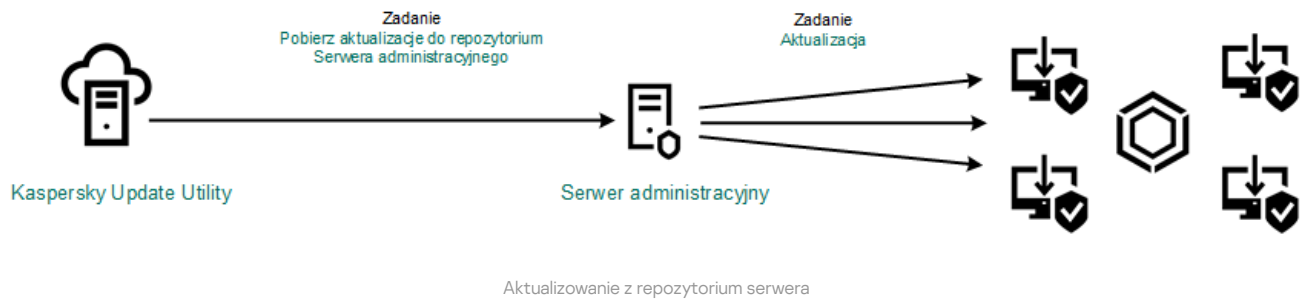 Zadanie
Pobierz aktualizacje do repozytorium
Serwera administracyjnego
Zadanie
Aktualizacja
Kaspersky Update Utility
Serwer administracyjny
Aktualizowanie z repozytorium serwera